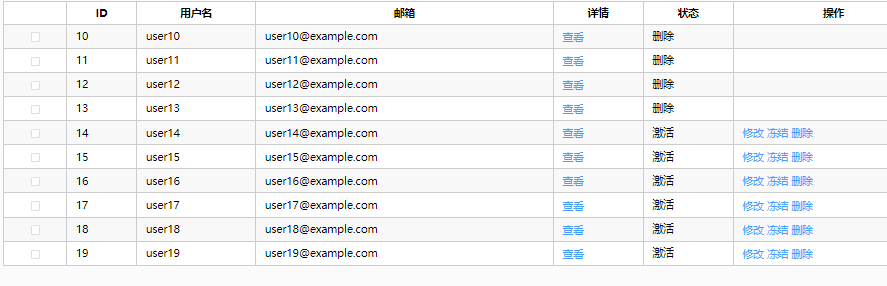 ID 用户名 邮箱 详情 状态 操作
10 user10 user10@example.com 查看 删除
11 user11 user11@example.com 查看 删除
12 user12 user12@example.com 查看 删除
13 user13 user13@example.com 查看 删除
14 user14 user14@example.com 查看 激活 修改 冻结 删除
15 user15 user15@example.com 查看 激活 修改 冻结 删除
16 user16 user16@example.com 查看 激活 修改 冻结 删除
17 user17 user17@example.com 查看 激活 修改 冻结 删除
18 user18 user18@example.com 查看 激活 修改 冻结 删除
19 user19 user19@example.com 查看 激活 修改 冻结 删除